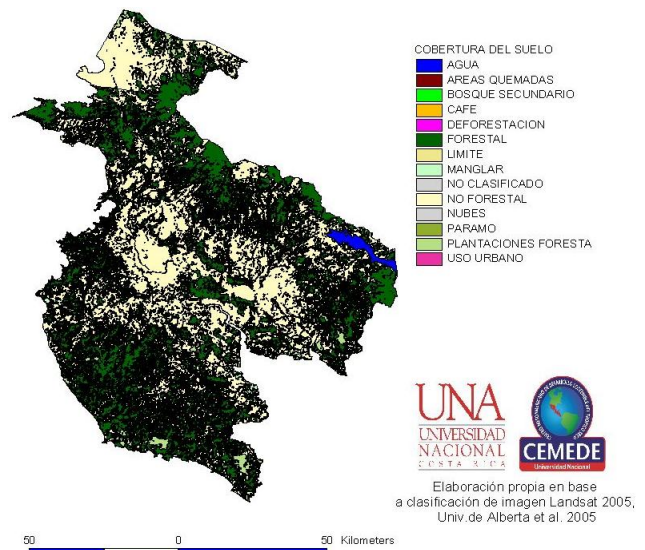 COBERTURA DEL SUELO
AGUA
AREAS QUEMADAS
BOSQUE SECUNDARIO
CAFE
DEFORESTACION
FORESTAL
LIMITE
MANGLAR
NO CLASIFICADO
NO FORESTAL
NUBES
PARAMO
PLANTACIONES FORESTA
USO URBANO
UNA
UNIVERSIDAD
NACIONAL
COSTA RICA
CEMEDE
Universidad Nacional
Elaboración propia en base
a clasificación de imagen Landsat 2005,
Univ.de Alberta et al. 2005
50 0 50 Kilometers